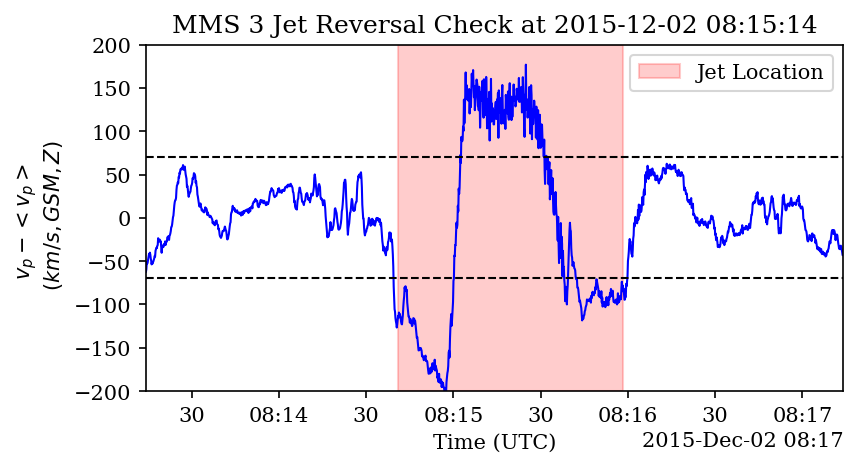 MMS 3 Jet Reversal Check at 2015-12-02 08:15:14
v_p − < v_p >
(km/s, GSM, Z)
200
150
100
50
0
−50
−100
−150
−200
Jet Location
30 08:14 30 08:15 30 08:16 30 08:17
Time (UTC)
2015-Dec-02 08:17